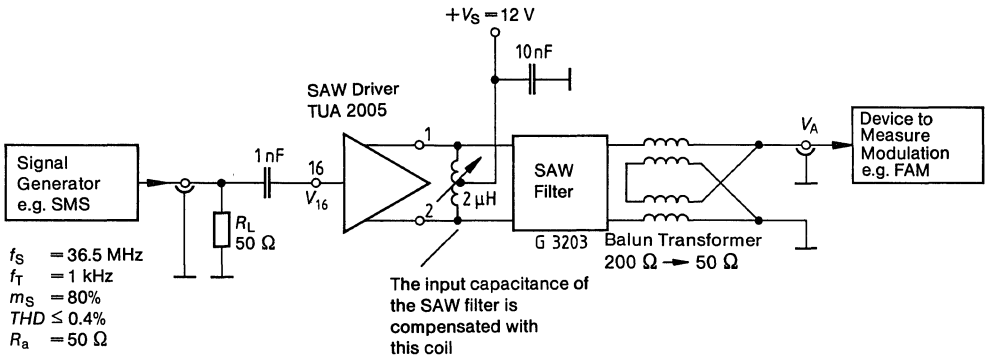 +VS = 12 V
10 nF
SAW Driver
TUA 2005
Signal
Generator
e.g. SMS
1 nF
16
V16
RL
50 Ω
1
2
2 μH
SAW
Filter
G 3203
Balun Transformer
200 Ω → 50 Ω
VA
Device to
Measure
Modulation
e.g. FAM
fS = 36.5 MHz
fT = 1 kHz
mS = 80%
THD ≤ 0.4%
Ra = 50 Ω
The input capacitance of
the SAW filter is
compensated with
this coil